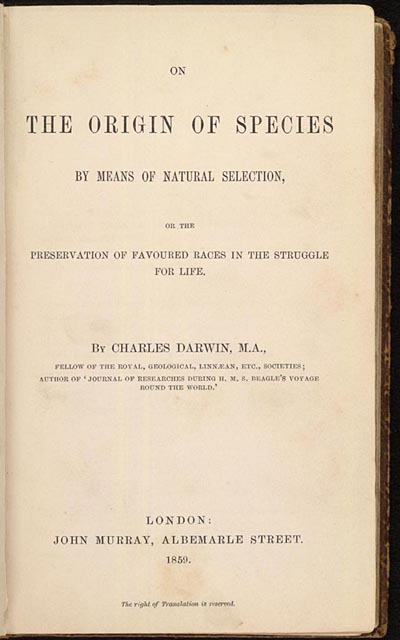 ON
THE ORIGIN OF SPECIES
BY MEANS OF NATURAL SELECTION,
OR THE
PRESERVATION OF FAVOURED RACES IN THE STRUGGLE
FOR LIFE.
BY CHARLES DARWIN, M.A.,
FELLOW OF THE ROYAL, GEOLOGICAL, LINNÆAN, ETC., SOCIETIES;
AUTHOR OF 'JOURNAL OF RESEARCHES DURING H. M. S. BEAGLE'S VOYAGE
ROUND THE WORLD.'
LONDON:
JOHN MURRAY, ALBEMARLE STREET.
1859.
The right of Translation is reserved.